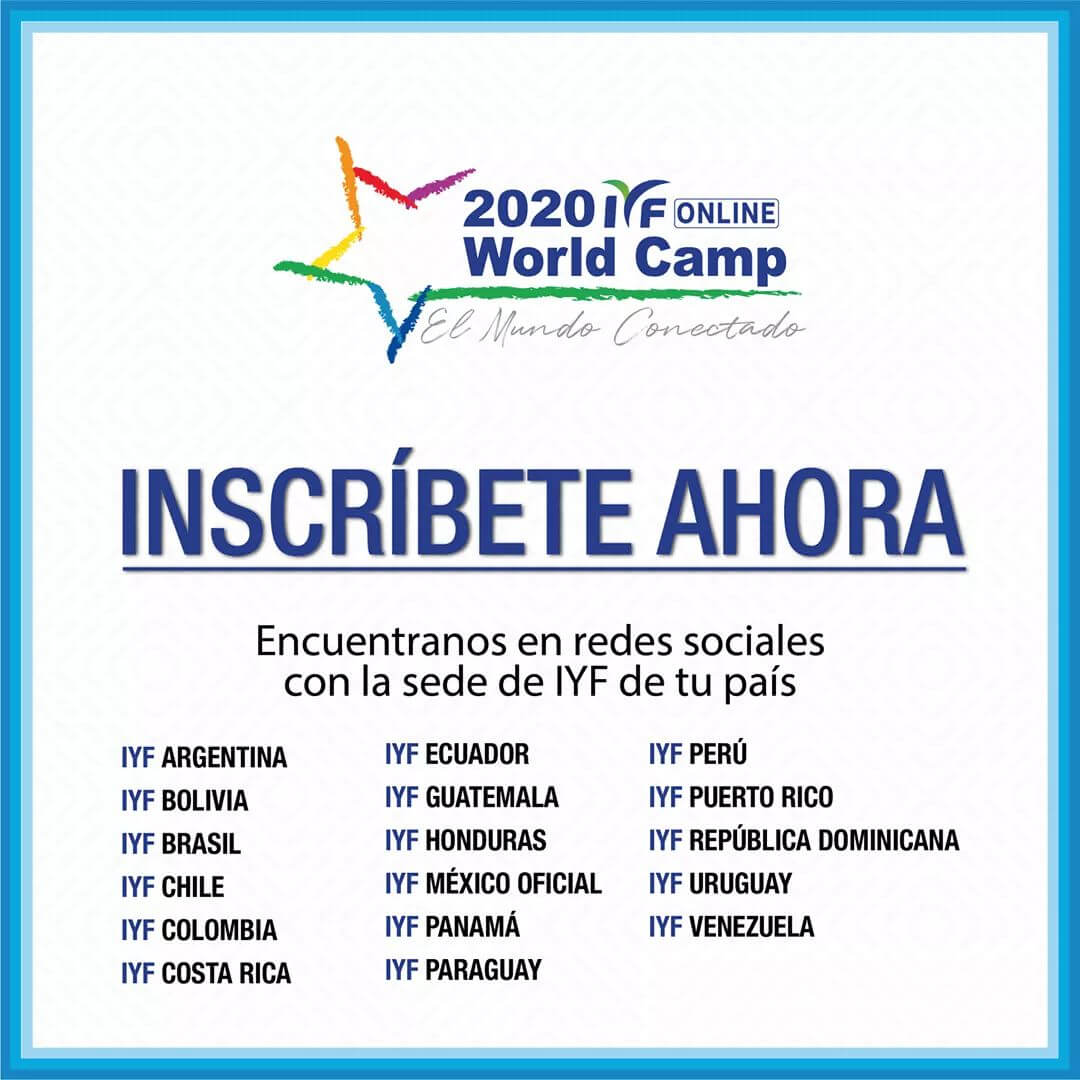 2020 IYF ONLINE
World Camp
El Mundo Conectado
INSCRÍBETE AHORA
Encuentranos en redes sociales
con la sede de IYF de tu país
IYF ARGENTINA
IYF BOLIVIA
IYF BRASIL
IYF CHILE
IYF COLOMBIA
IYF COSTA RICA
IYF ECUADOR
IYF GUATEMALA
IYF HONDURAS
IYF MÉXICO OFICIAL
IYF PANAMÁ
IYF PARAGUAY
IYF PERÚ
IYF PUERTO RICO
IYF REPÚBLICA DOMINICANA
IYF URUGUAY
IYF VENEZUELA